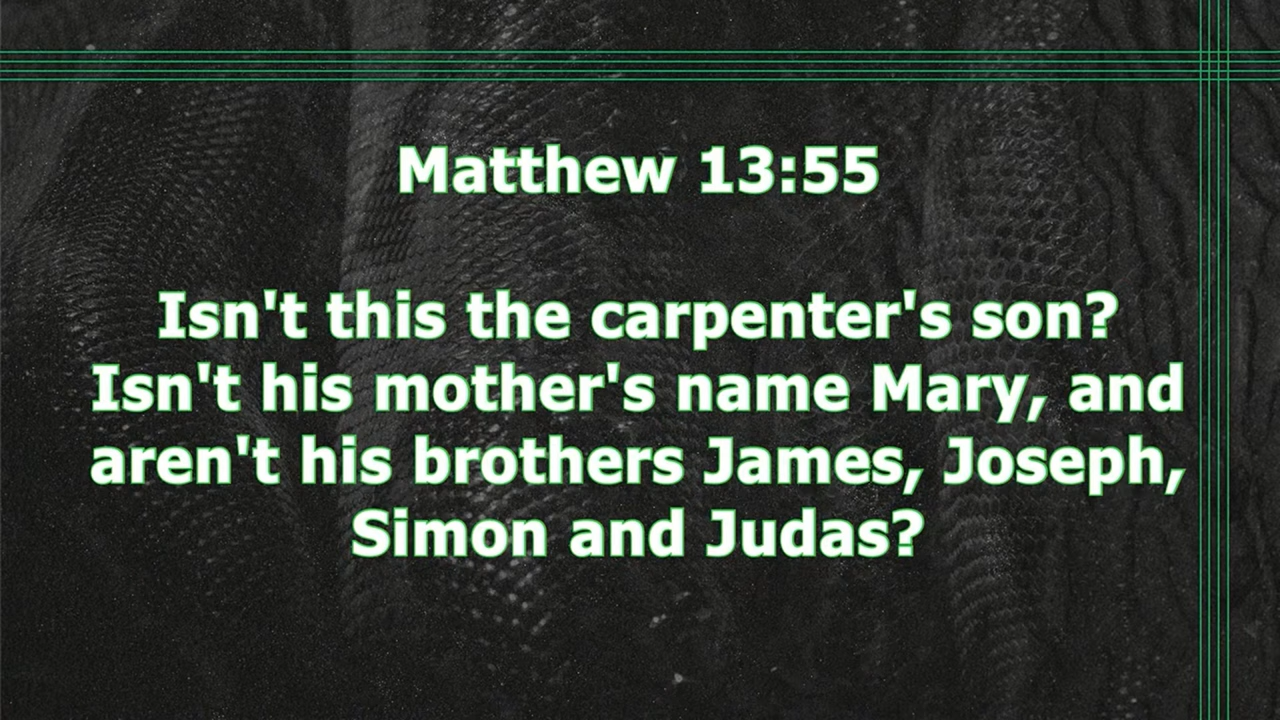 Matthew 13:55
Isn't this the carpenter's son?
Isn't his mother's name Mary, and
aren't his brothers James, Joseph,
Simon and Judas?